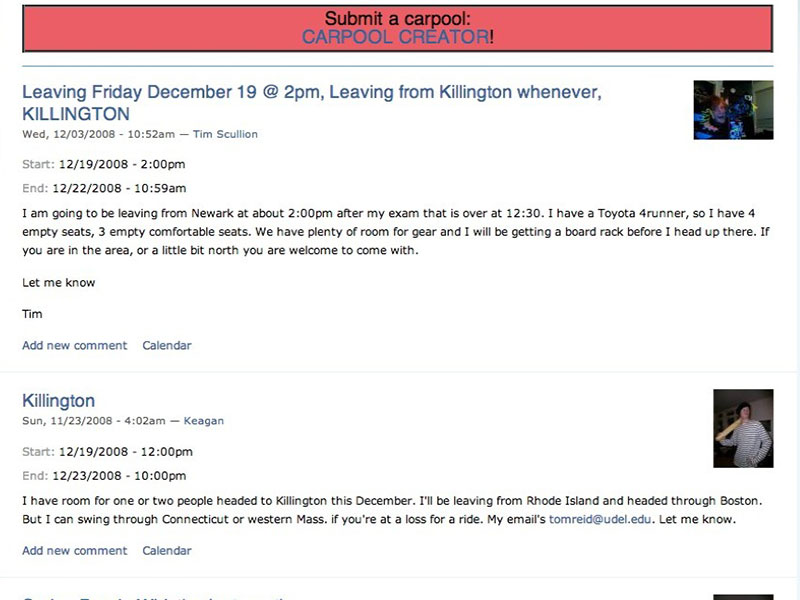 Submit a carpool:
CARPOOL CREATOR!
Leaving Friday December 19 @ 2pm, Leaving from Killington whenever,
KILLINGTON
Wed, 12/03/2008 - 10:52am — Tim Scullion
Start: 12/19/2008 - 2:00pm
End: 12/22/2008 - 10:59am
I am going to be leaving from Newark at about 2:00pm after my exam that is over at 12:30. I have a Toyota 4runner, so I have 4
empty seats, 3 empty comfortable seats. We have plenty of room for gear and I will be getting a board rack before I head up there. If
you are in the area, or a little bit north you are welcome to come with.
Let me know
Tim
Add new comment Calendar
Killington
Sun, 11/23/2008 - 4:02am — Keagan
Start: 12/19/2008 - 12:00pm
End: 12/23/2008 - 10:00pm
I have room for one or two people headed to Killington this December. I'll be leaving from Rhode Island and headed through Boston.
But I can swing through Connecticut or western Mass. if you're at a loss for a ride. My email's tomreid@udel.edu. Let me know.
Add new comment Calendar